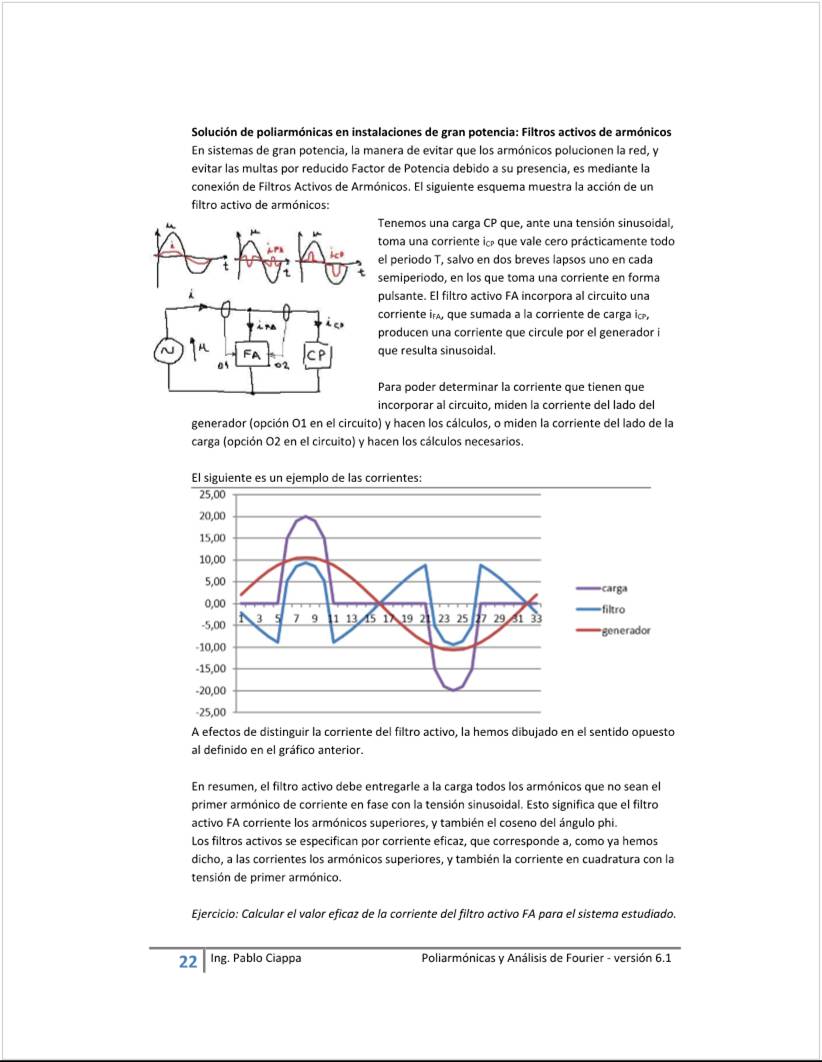 Solución de poliarmónicas en instalaciones de gran potencia: Filtros activos de armónicos
En sistemas de gran potencia, la manera de evitar que los armónicos polucionen la red, y
evitar las multas por reducido Factor de Potencia debido a su presencia, es mediante la
conexión de Filtros Activos de Armónicos. El siguiente esquema muestra la acción de un
filtro activo de armónicos:
u i t
u iFA t
u iCP t
i
iFA iCP
u FA CP
O1 O2
Tenemos una carga CP que, ante una tensión sinusoidal,
toma una corriente iCP que vale cero prácticamente todo
el periodo T, salvo en dos breves lapsos uno en cada
semiperiodo, en los que toma una corriente en forma
pulsante. El filtro activo FA incorpora al circuito una
corriente iFA, que sumada a la corriente de carga iCP,
producen una corriente que circule por el generador i
que resulta sinusoidal.
Para poder determinar la corriente que tienen que
incorporar al circuito, miden la corriente del lado del
generador (opción O1 en el circuito) y hacen los cálculos, o miden la corriente del lado de la
carga (opción O2 en el circuito) y hacen los cálculos necesarios.
El siguiente es un ejemplo de las corrientes:
25,00
20,00
15,00
10,00
5,00
0,00
-5,00
-10,00
-15,00
-20,00
-25,00
1 3 5 7 9 11 13 15 17 19 21 23 25 27 29 31 33
carga
filtro
generador
A efectos de distinguir la corriente del filtro activo, la hemos dibujado en el sentido opuesto
al definido en el gráfico anterior.
En resumen, el filtro activo debe entregarle a la carga todos los armónicos que no sean el
primer armónico de corriente en fase con la tensión sinusoidal. Esto significa que el filtro
activo FA corriente los armónicos superiores, y también el coseno del ángulo phi.
Los filtros activos se especifican por corriente eficaz, que corresponde a, como ya hemos
dicho, a las corrientes los armónicos superiores, y también la corriente en cuadratura con la
tensión de primer armónico.
Ejercicio: Calcular el valor eficaz de la corriente del filtro activo FA para el sistema estudiado.
22 Ing. Pablo Ciappa Poliarmónicas y Análisis de Fourier - versión 6.1